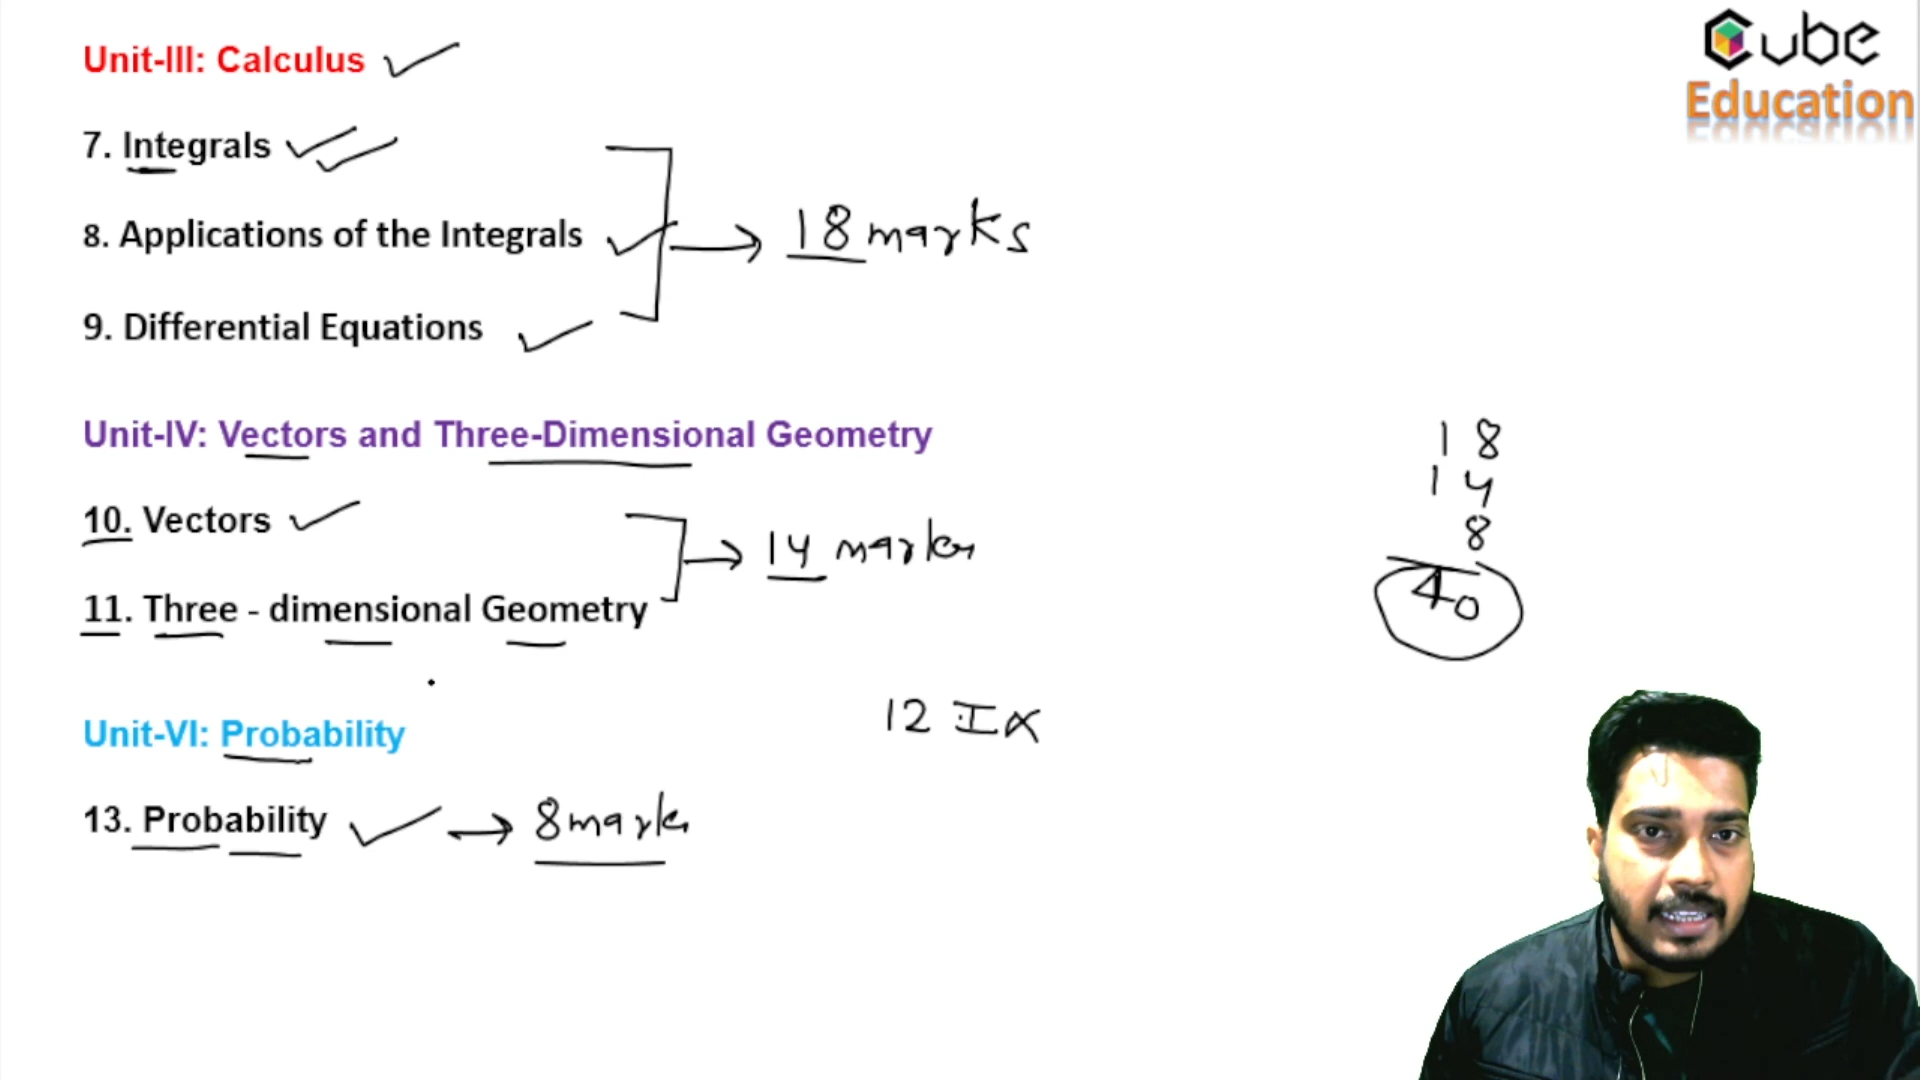 Cube
Education
Unit-III: Calculus
7. Integrals
8. Applications of the Integrals
18 marks
9. Differential Equations
Unit-IV: Vectors and Three-Dimensional Geometry
10. Vectors
14 marks
11. Three - dimensional Geometry
18
14
8
40
Unit-VI: Probability
12
13. Probability
8 marks